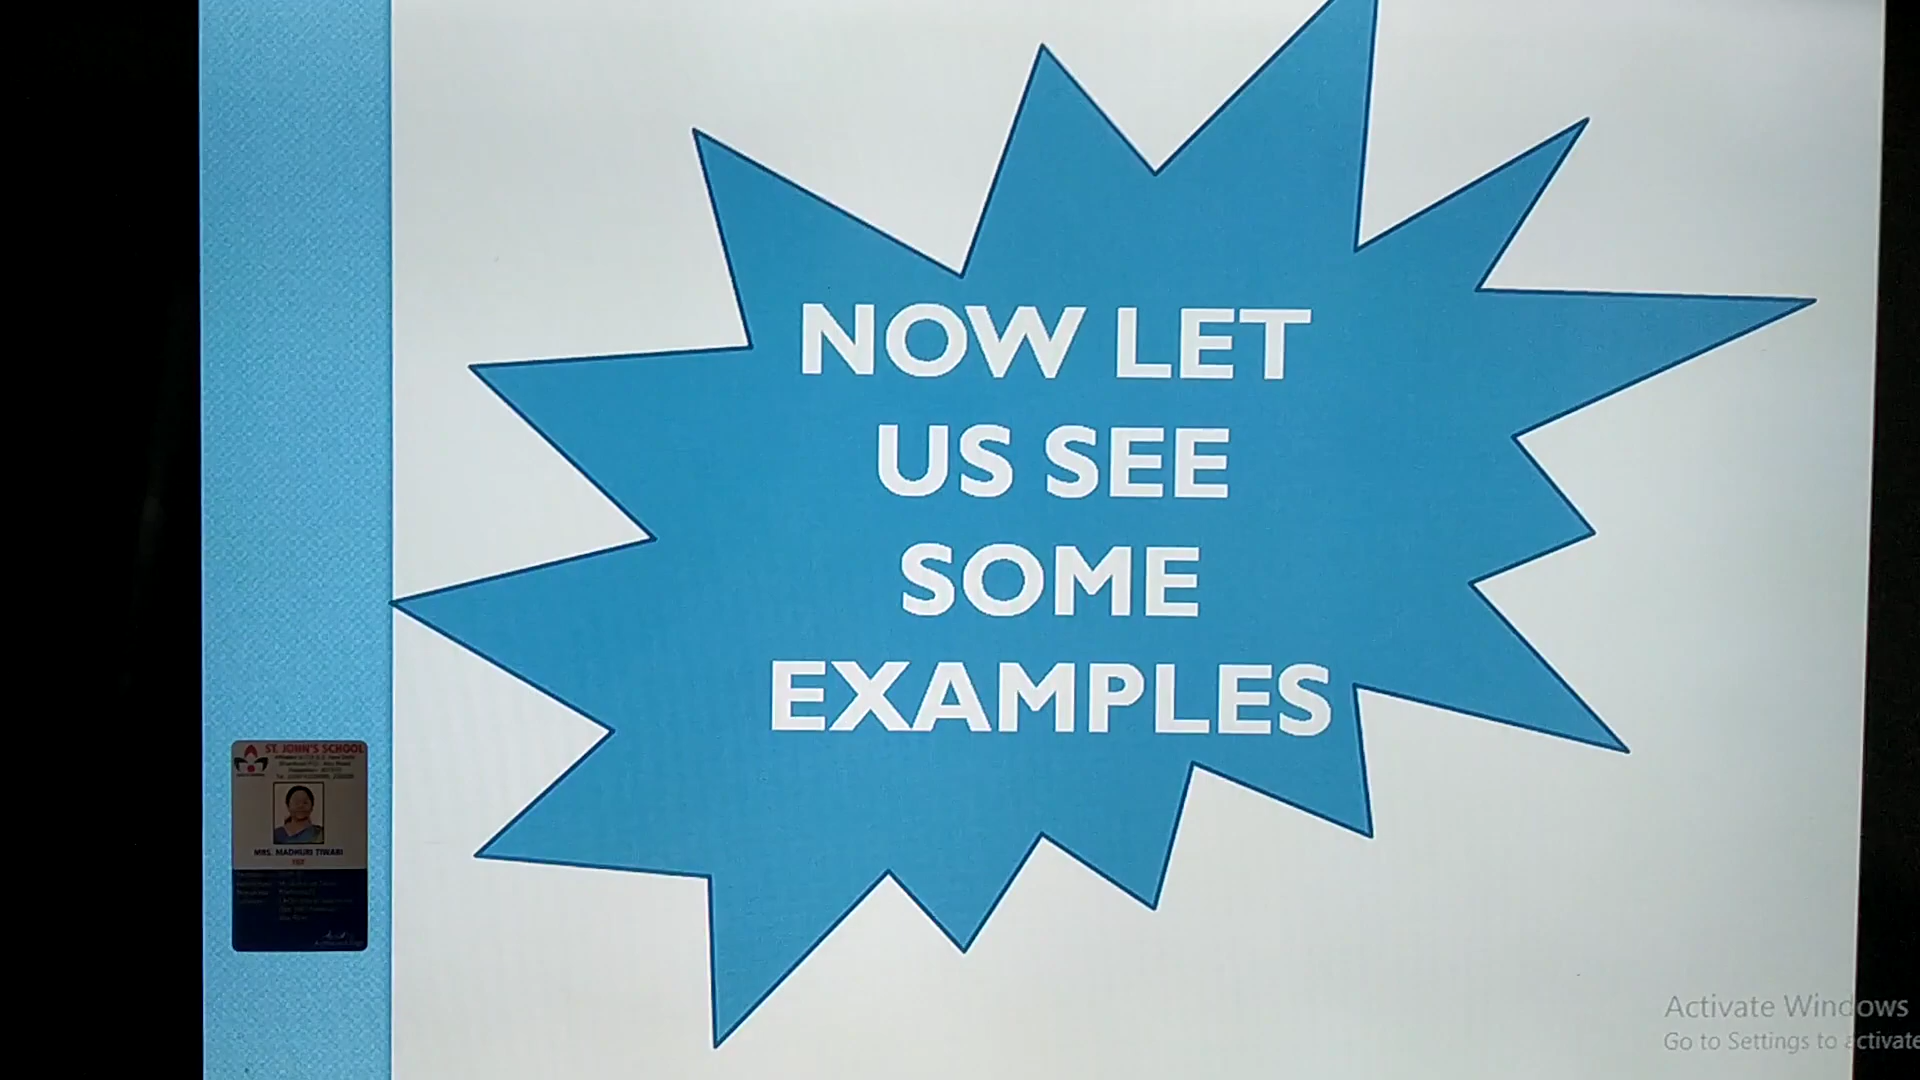 NOW LET
US SEE
SOME
EXAMPLES
ST. JOHN'S SCHOOL
MRS. MADHURI TIWARI
Activate Windows
Go to Settings to activate